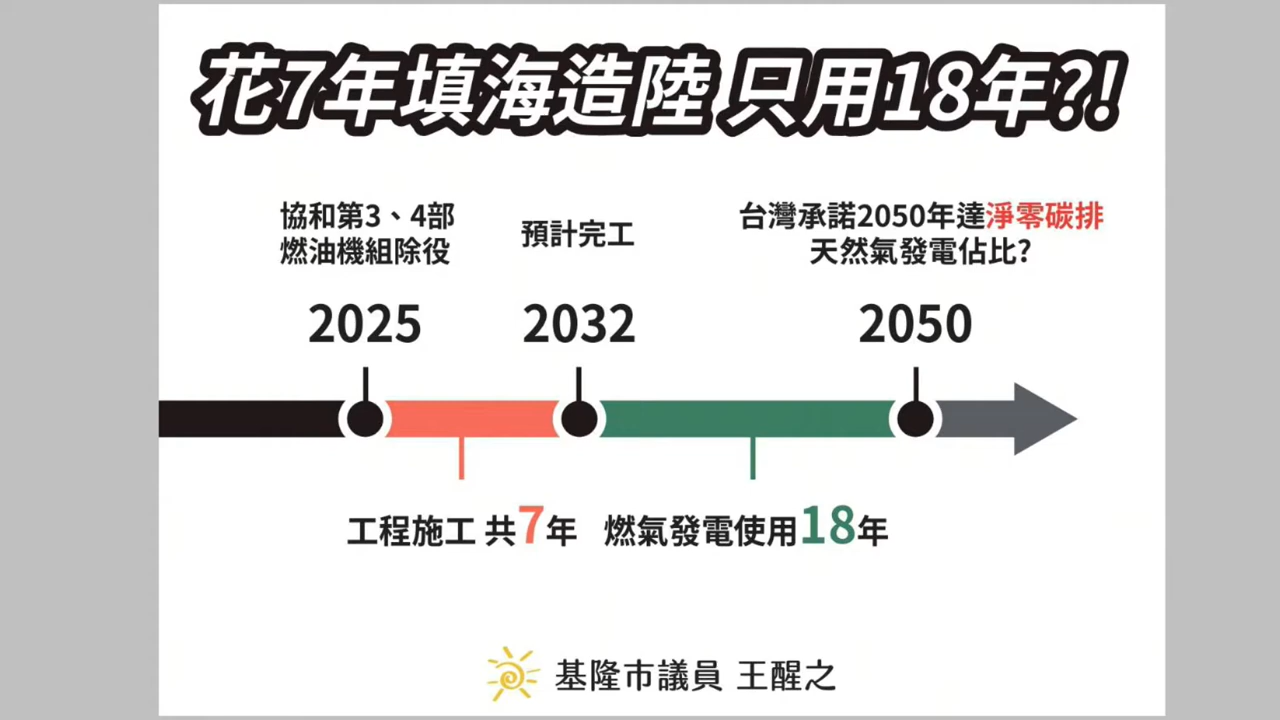 花7年填海造陸 只用18年?!
協和第3、4部
燃油機組除役
預計完工
台灣承諾2050年達淨零碳排
天然氣發電佔比?
2025
2032
2050
工程施工 共7年
燃氣發電使用18年
基隆市議員 王醒之